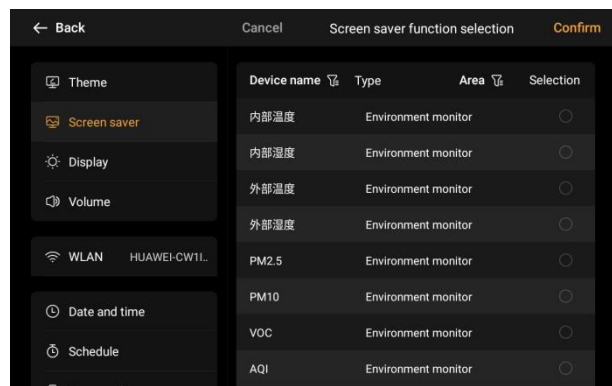 ← Back
Cancel
Screen saver function selection
Confirm
Theme
Screen saver
Display
Volume
WLAN HUAWEI-CW1I..
Date and time
Schedule
Device name Type Area Selection
内部温度 Environment monitor
内部湿度 Environment monitor
外部温度 Environment monitor
外部湿度 Environment monitor
PM2.5 Environment monitor
PM10 Environment monitor
VOC Environment monitor
AQI Environment monitor